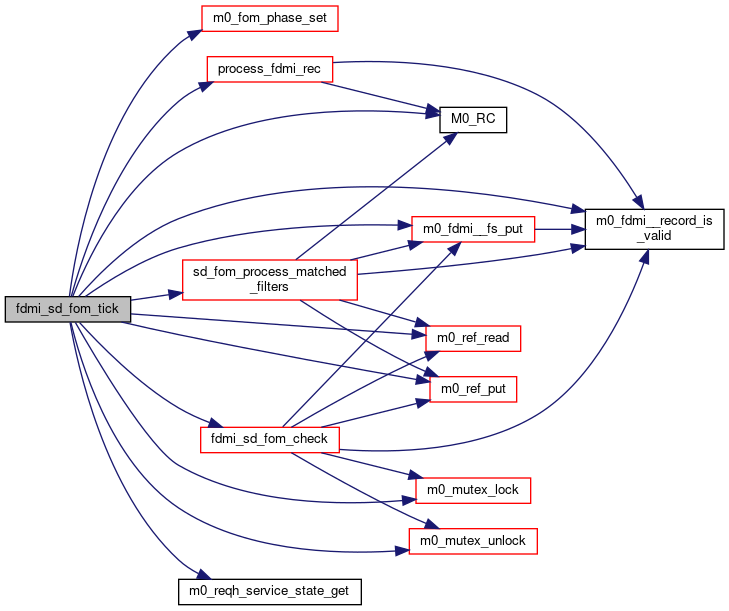 m0_fom_phase_set
process_fdmi_rec
M0_RC
m0_fdmi__record_is
_valid
m0_fdmi__fs_put
sd_fom_process_matched
_filters
fdmi_sd_fom_tick
m0_ref_read
m0_ref_put
fdmi_sd_fom_check
m0_mutex_lock
m0_mutex_unlock
m0_reqh_service_state_get